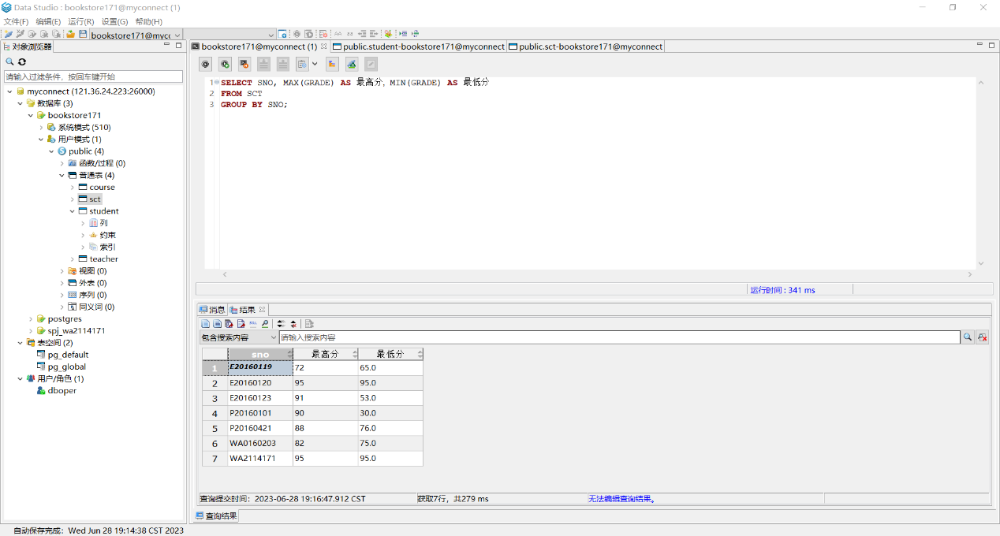 Data Studio : bookstore171@myconnect (1)
文件(F) 编辑(E) 运行(R) 设置(G) 帮助(H)
bookstore171@myco
对象浏览器
bookstore171@myconnect (1) public.student-bookstore171@myconnect public.sct-bookstore171@myconnect
请输入过滤条件，按回车键开始
myconnect (121.36.24.223:26000)
数据库 (3)
bookstore171
系统模式 (510)
用户模式 (1)
public (4)
函数/过程 (0)
普通表 (4)
course
sct
student
列
约束
索引
teacher
视图 (0)
外表 (0)
序列 (0)
同义词 (0)
postgres
spj_wa2114171
表空间 (2)
pg_default
pg_global
用户/角色 (1)
dboper
1 SELECT SNO, MAX(GRADE) AS 最高分, MIN(GRADE) AS 最低分
2 FROM SCT
3 GROUP BY SNO;
运行时间 : 341 ms
消息 结果
包含搜索内容 请输入搜索内容
sno 最高分 最低分
1 E20160119 72 65.0
2 E20160120 95 95.0
3 E20160123 91 53.0
4 P20160101 90 30.0
5 P20160421 88 76.0
6 WA0160203 82 75.0
7 WA2114171 95 95.0
查询提交时间：2023-06-28 19:16:47.912 CST 获取7行，共279 ms 无法编辑查询结果。
查询结果
自动保存完成：Wed Jun 28 19:14:38 CST 2023